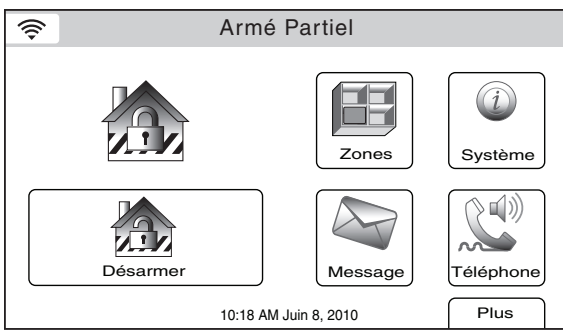 Armé Partiel
Zones
Système
Désarmer
Message
Téléphone
10:18 AM Juin 8, 2010
Plus